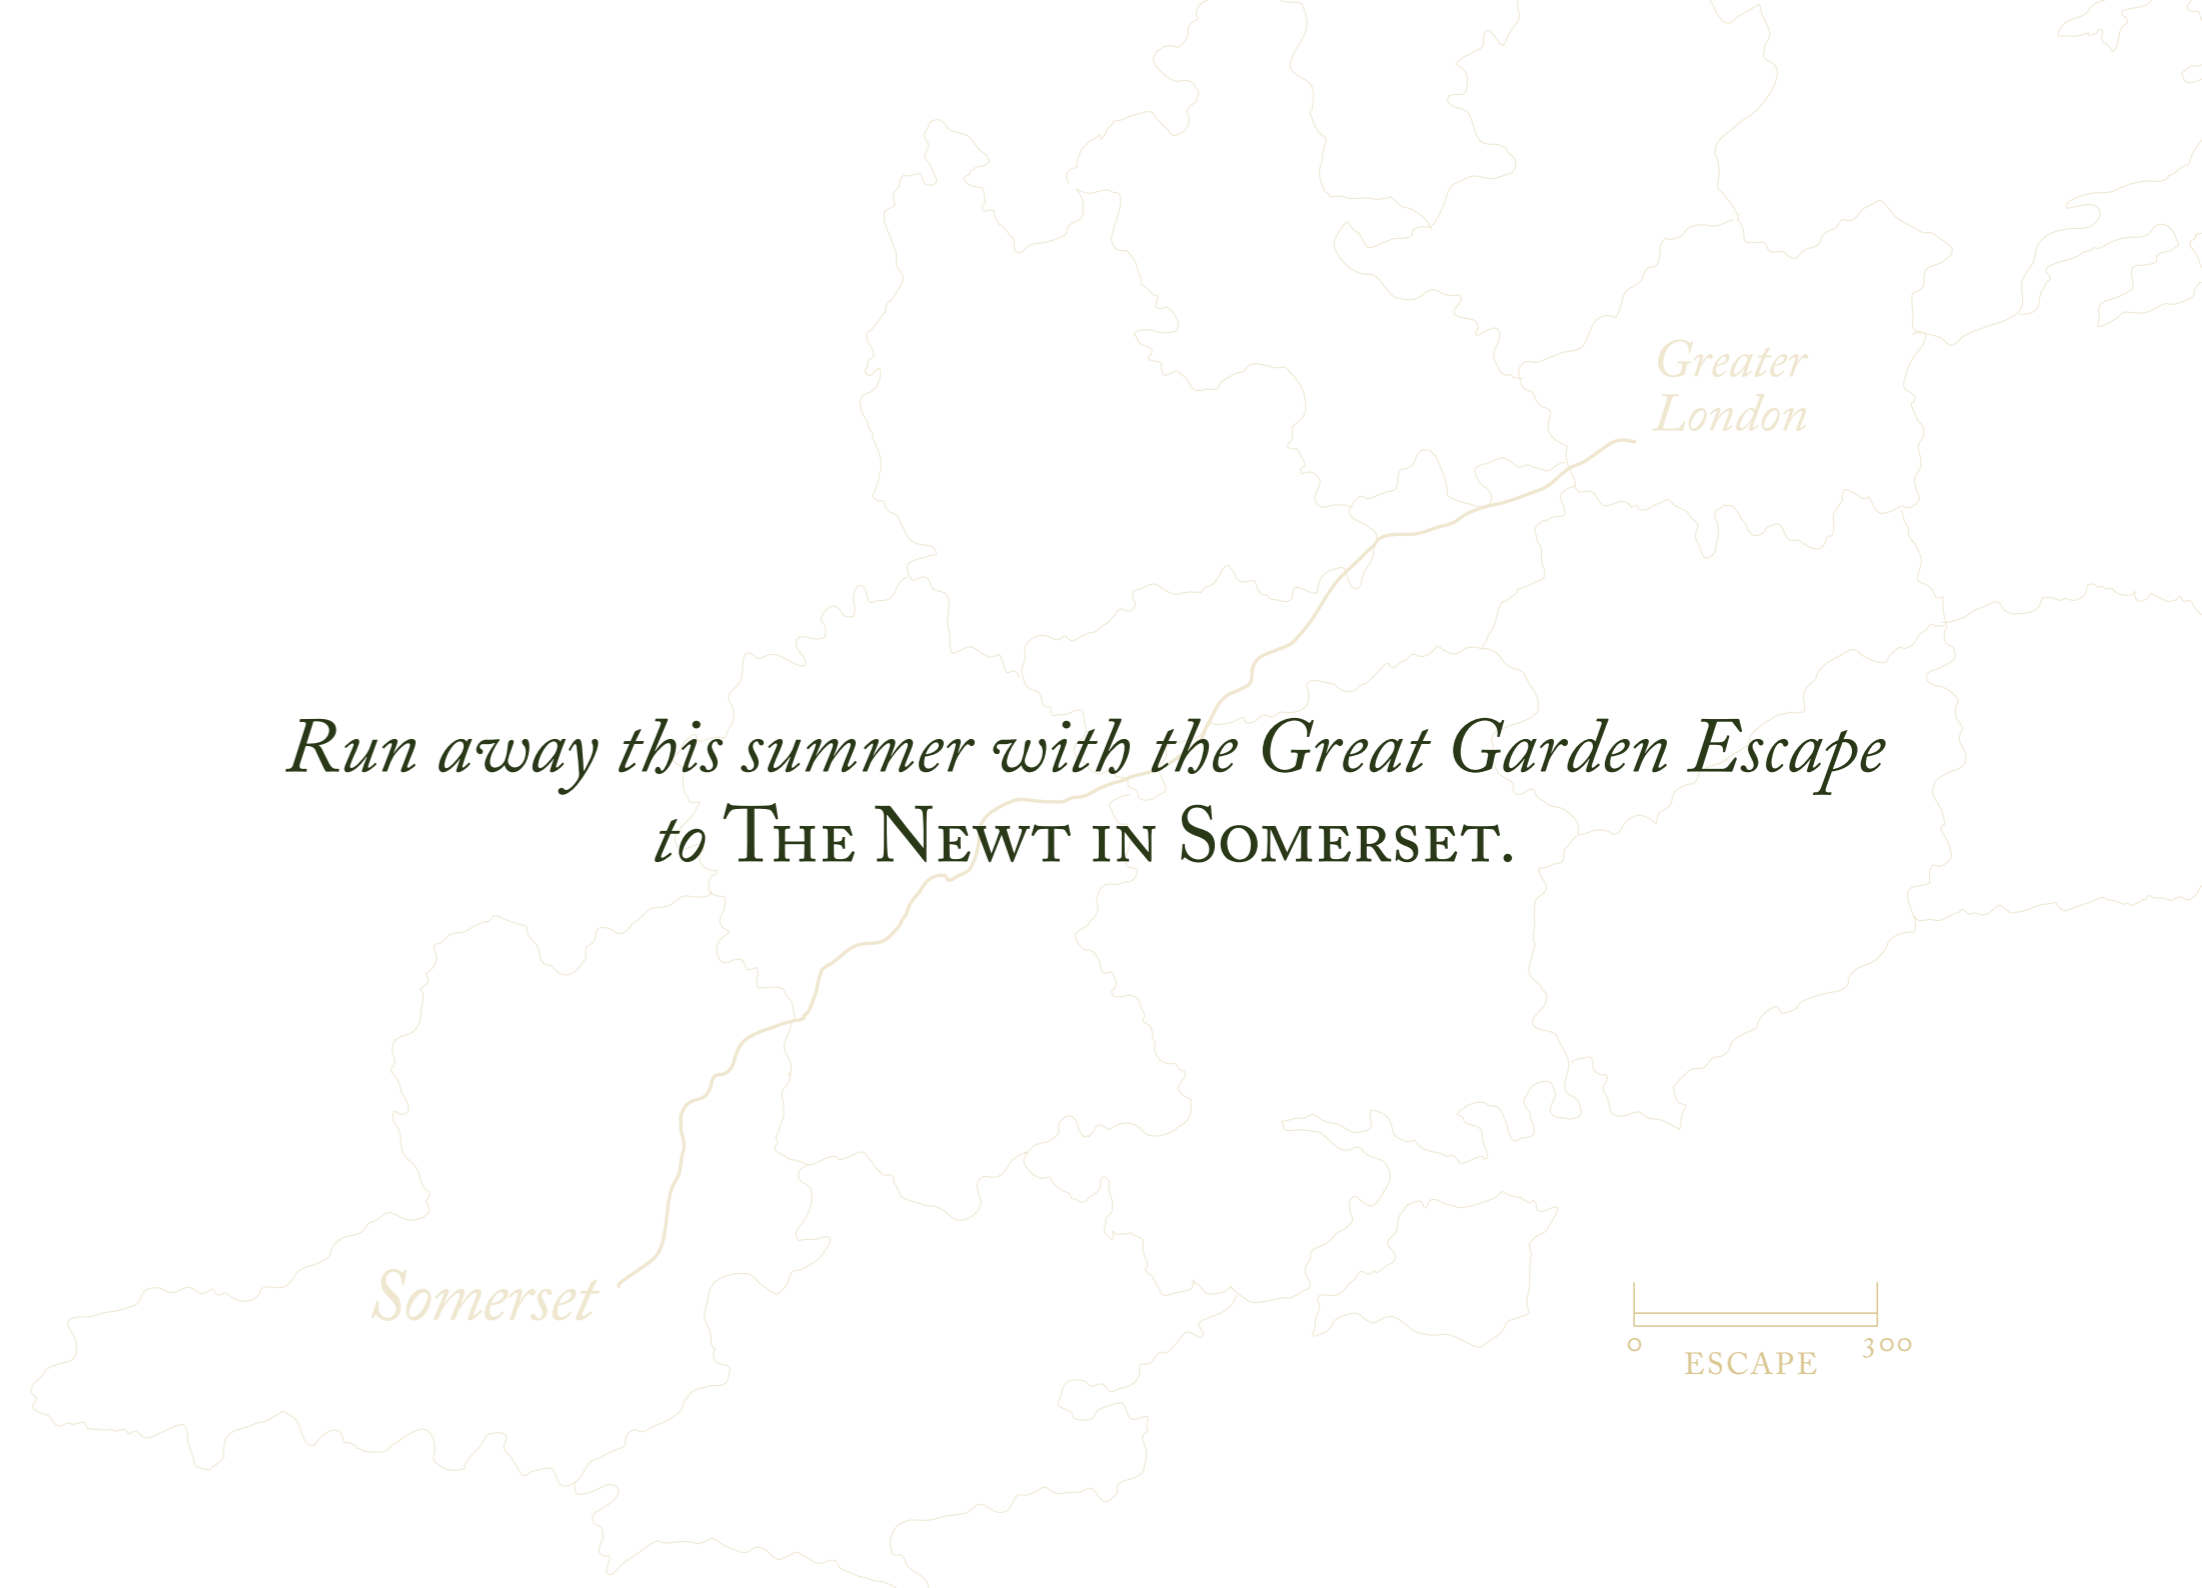 Greater
London
Run away this summer with the Great Garden Escape
to The Newt in Somerset.
Somerset
0 300
ESCAPE